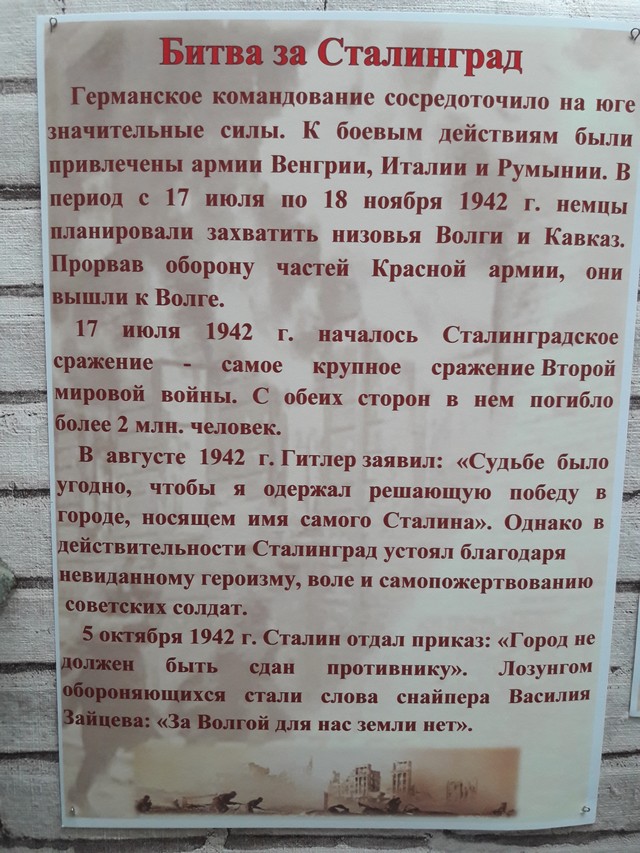 Битва за Сталинград
Германское командование сосредоточило на юге
значительные силы. К боевым действиям были
привлечены армии Венгрии, Италии и Румынии. В
период с 17 июля по 18 ноября 1942 г. немцы
планировали захватить низовья Волги и Кавказ.
Прорвав оборону частей Красной армии, они
вышли к Волге.
17 июля 1942 г. началось Сталинградское
сражение - самое крупное сражение Второй
мировой войны. С обеих сторон в нем погибло
более 2 млн. человек.
В августе 1942 г. Гитлер заявил: «Судьбе было
угодно, чтобы я одержал решающую победу в
городе, носящем имя самого Сталина». Однако в
действительности Сталинград устоял благодаря
невиданному героизму, воле и самопожертвованию
советских солдат.
5 октября 1942 г. Сталин отдал приказ: «Город не
должен быть сдан противнику». Лозунгом
обороняющихся стали слова снайпера Василия
Зайцева: «За Волгой для нас земли нет».